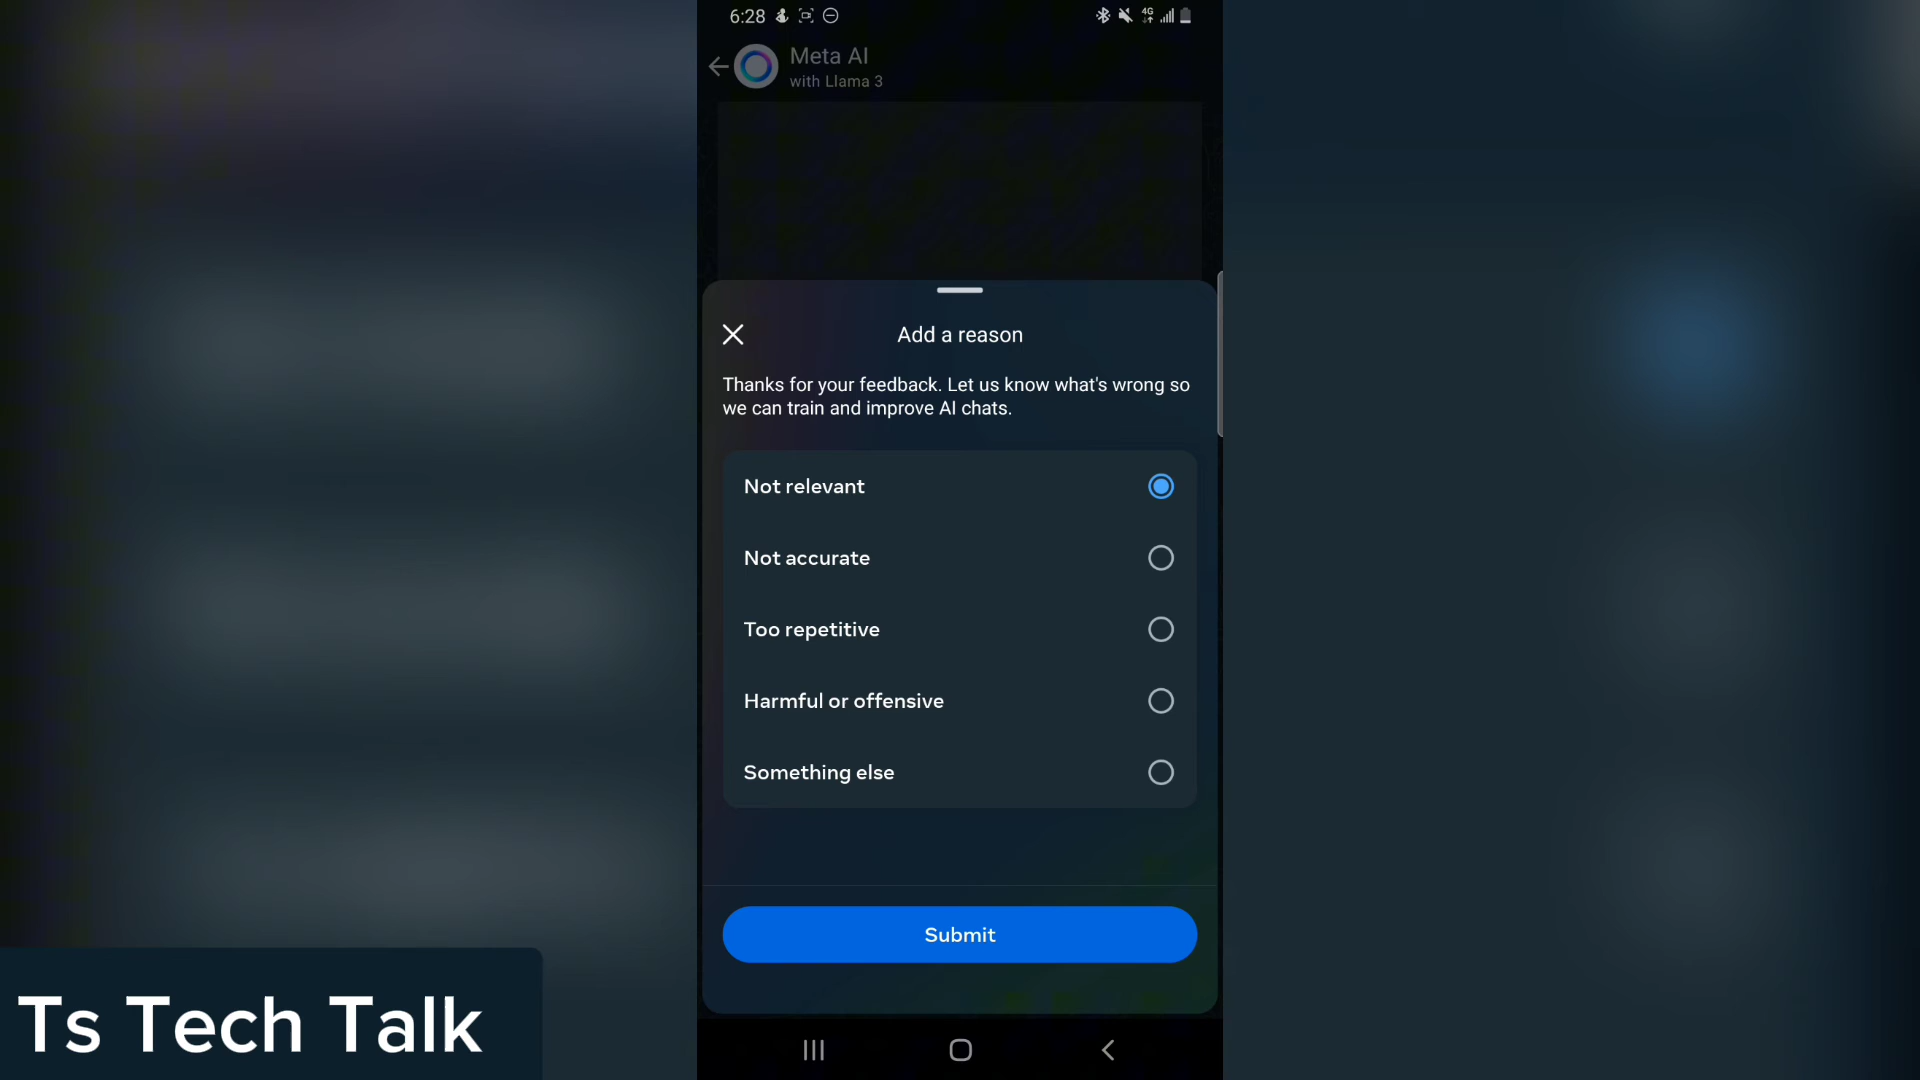 6:28
4G
Meta AI
with Llama 3
Add a reason
Thanks for your feedback. Let us know what's wrong so
we can train and improve AI chats.
Not relevant
Not accurate
Too repetitive
Harmful or offensive
Something else
Submit
Ts Tech Talk